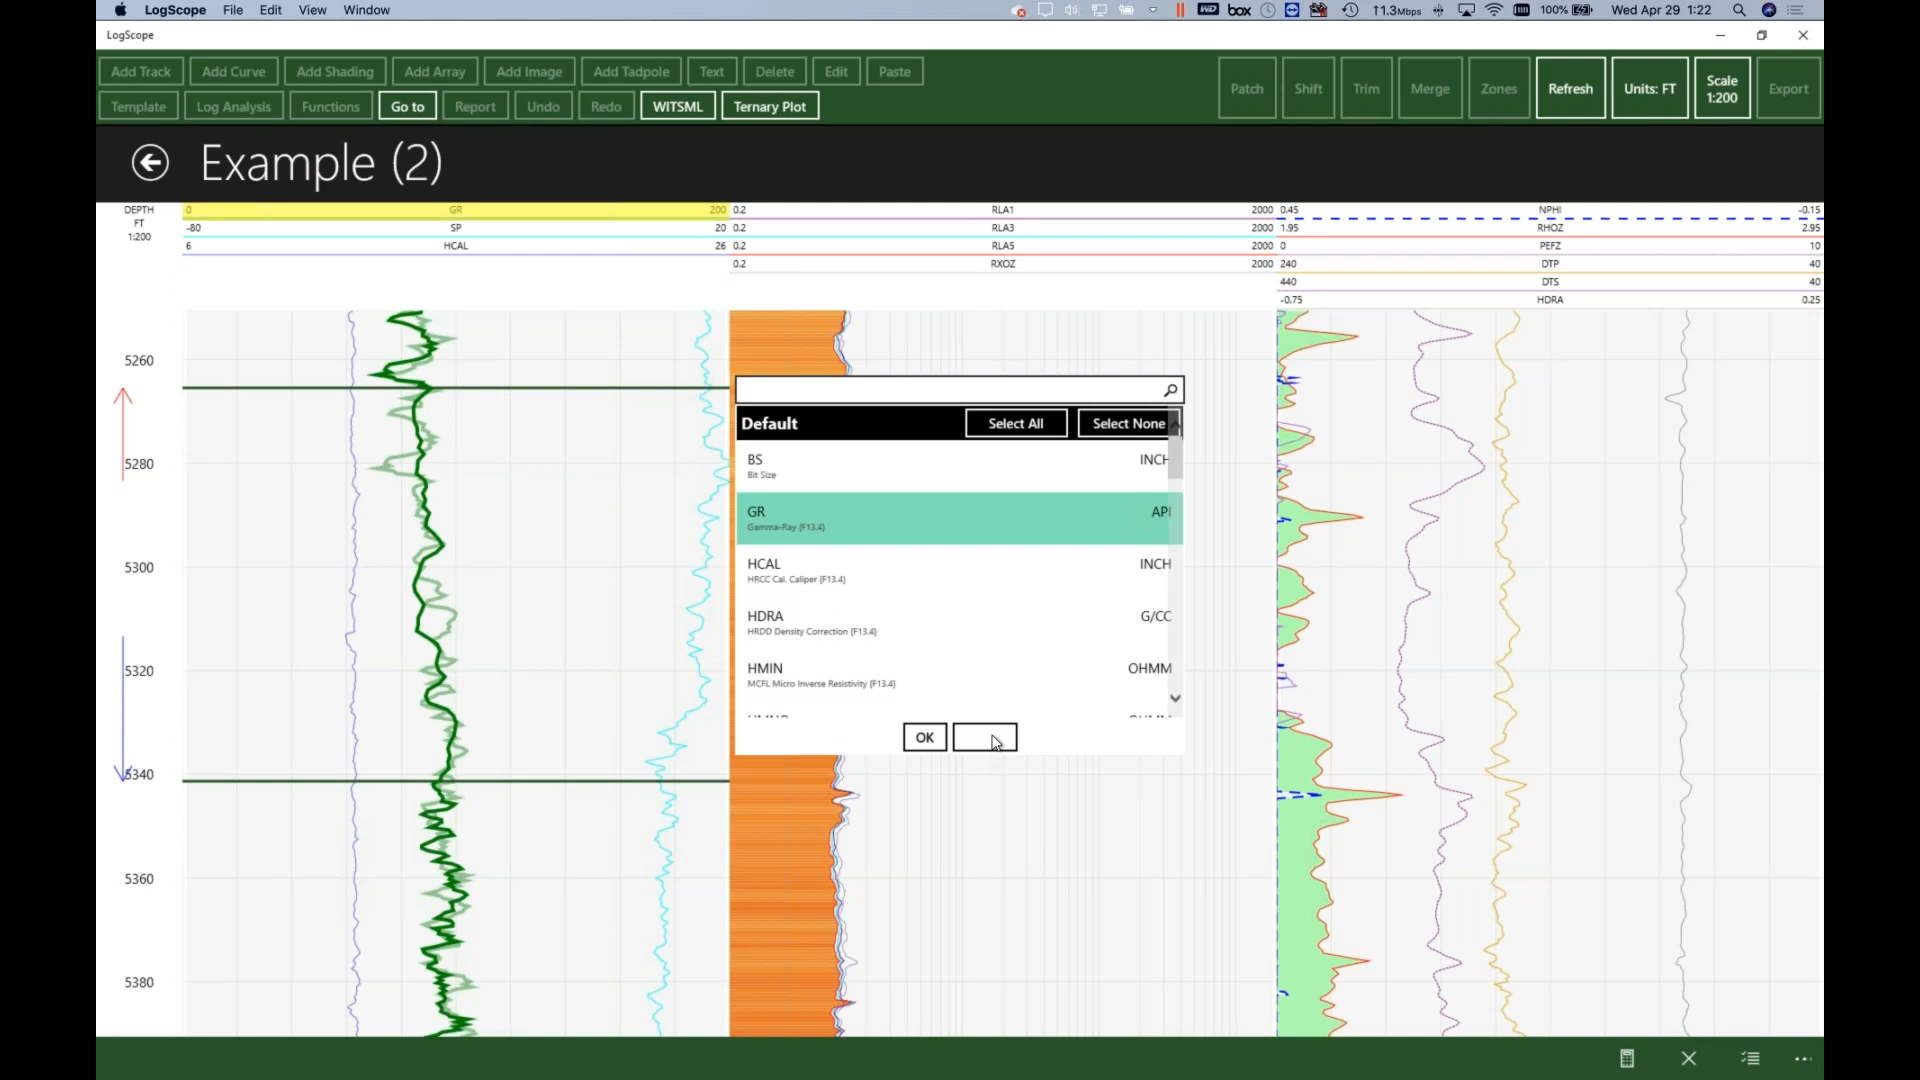 LogScope File Edit View Window
box 11.3Mbps 100% Wed Apr 29 1:22
LogScope
Add Track Add Curve Add Shading Add Array Add Image Add Tadpole Text Delete Edit Paste
Template Log Analysis Functions Go to Report Undo Redo WITSML Ternary Plot
Patch Shift Trim Merge Zones Refresh Units: FT Scale 1:200 Export
Example (2)
DEPTH
FT
1:200
0 GR 200
-80 SP 20
6 HCAL 26
0.2 RLA1 2000
0.2 RLA3 2000
0.2 RLA5 2000
0.2 RXOZ 2000
0.45 NPHI -0.15
1.95 RHOZ 2.95
0 PEFZ 10
240 DTP 40
440 DTS 40
-0.75 HDRA 0.25
5260
5280
5300
5320
5340
5360
5380
Default Select All Select None
BS INCH
Bit Size
GR API
Gamma-Ray {F13.4}
HCAL INCH
HRCC Cal. Caliper {F13.4}
HDRA G/CC
HRDD Density Correction {F13.4}
HMIN OHMM
MCFL Micro Inverse Resistivity {F13.4}
OK